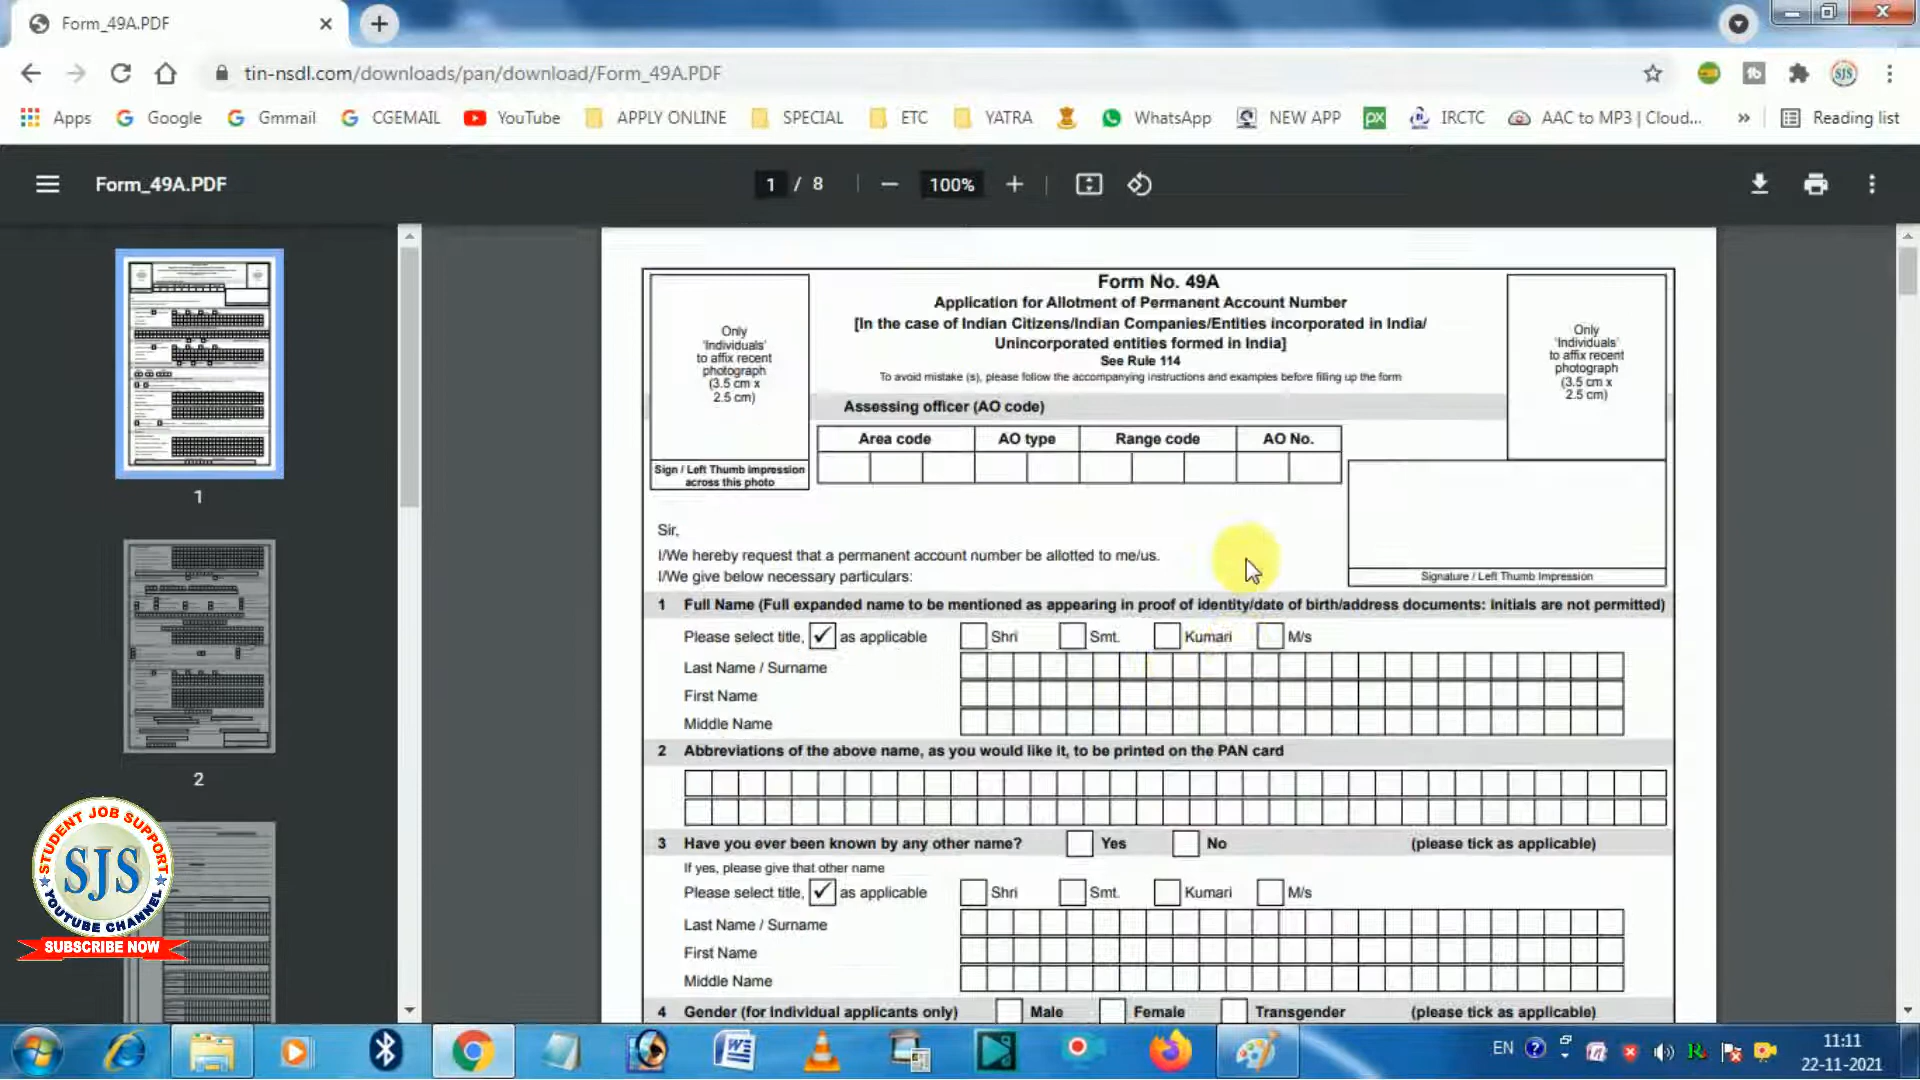 Form_49A.PDF
tin-nsdl.com/downloads/pan/download/Form_49A.PDF
Apps
Google
Gmmail
CGEMAIL
YouTube
APPLY ONLINE
SPECIAL
ETC
YATRA
WhatsApp
NEW APP
px
IRCTC
AAC to MP3 | Cloud...
»
Reading list
Form_49A.PDF
1 / 8
100%
Form No. 49A
Application for Allotment of Permanent Account Number
[In the case of Indian Citizens/Indian Companies/Entities incorporated in India/
Unincorporated entities formed in India]
See Rule 114
To avoid mistake (s), please follow the accompanying instructions and examples before filling up the form
Only
'Individuals'
to affix recent
photograph
(3.5 cm x
2.5 cm)
Sign / Left Thumb impression
across this photo
Only
'Individuals'
to affix recent
photograph
(3.5 cm x
2.5 cm)
Assessing officer (AO code)
Area code AO type Range code AO No.
Signature / Left Thumb Impression
Sir,
I/We hereby request that a permanent account number be allotted to me/us.
I/We give below necessary particulars:
1 Full Name (Full expanded name to be mentioned as appearing in proof of identity/date of birth/address documents: initials are not permitted)
Please select title, ✓ as applicable Shri Smt. Kumari M/s
Last Name / Surname
First Name
Middle Name
2 Abbreviations of the above name, as you would like it, to be printed on the PAN card
3 Have you ever been known by any other name? Yes No (please tick as applicable)
If yes, please give that other name
Please select title, ✓ as applicable Shri Smt. Kumari M/s
Last Name / Surname
First Name
Middle Name
4 Gender (for Individual applicants only) Male Female Transgender (please tick as applicable)
1
2
STUDENT JOB SUPPORT
SJS
YOUTUBE CHANNEL
SUBSCRIBE NOW
EN
11:11
22-11-2021